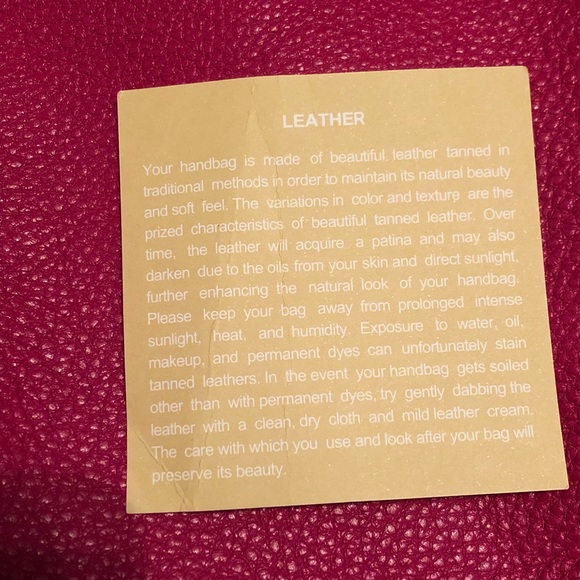 LEATHER
Your handbag is made of beautiful leather tanned in
traditional methods in order to maintain its natural beauty
and soft feel. The variations in color and texture are the
prized characteristics of beautiful tanned leather. Over
time, the leather will acquire a patina and may also
darken due to the oils from your skin and direct sunlight,
further enhancing the natural look of your handbag.
Please keep your bag away from prolonged intense
sunlight, heat, and humidity. Exposure to water, oil,
makeup, and permanent dyes can unfortunately stain
tanned leathers. In the event your handbag gets soiled
other than with permanent dyes, try gently dabbing the
leather with a clean, dry cloth and mild leather cream.
The care with which you use and look after your bag will
preserve its beauty.